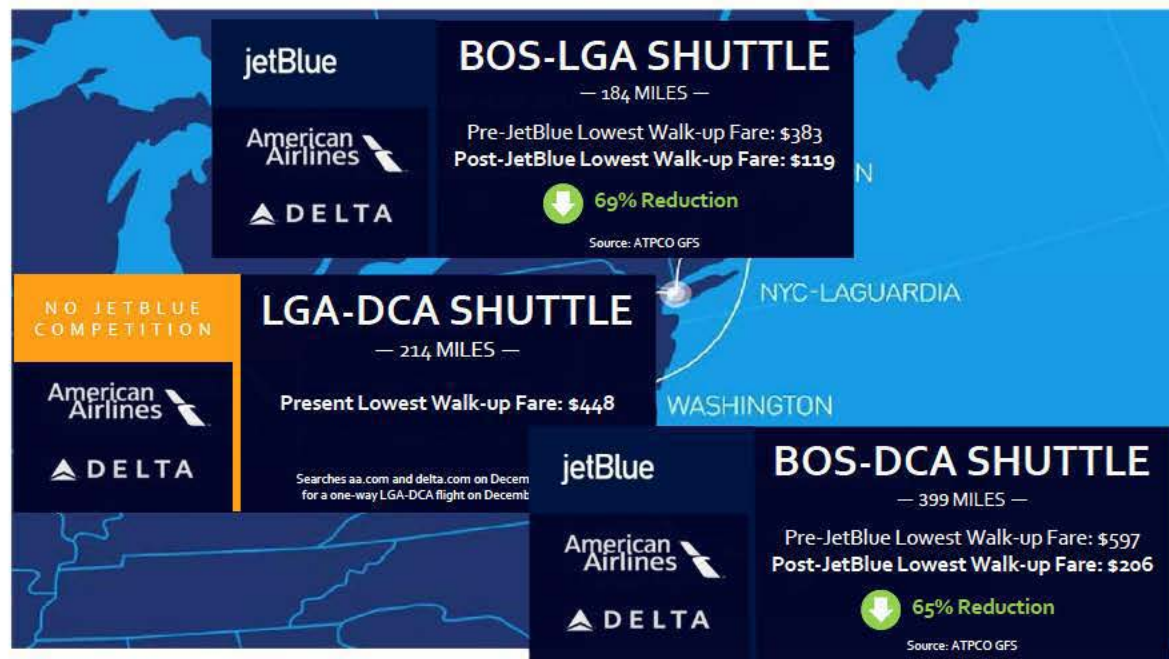 jetBlue
American
Airlines
DELTA
BOS-LGA SHUTTLE
— 184 MILES —
Pre-JetBlue Lowest Walk-up Fare: $383
Post-JetBlue Lowest Walk-up Fare: $119
69% Reduction
Source: ATPCO GFS
N
NYC-LAGUARDIA
WASHINGTON
NO JETBLUE
COMPETITION
American
Airlines
DELTA
LGA-DCA SHUTTLE
— 214 MILES —
Present Lowest Walk-up Fare: $448
Searches aa.com and delta.com on Decem
for a one-way LGA-DCA flight on Decemb
jetBlue
American
Airlines
DELTA
BOS-DCA SHUTTLE
— 399 MILES —
Pre-JetBlue Lowest Walk-up Fare: $597
Post-JetBlue Lowest Walk-up Fare: $206
65% Reduction
Source: ATPCO GFS